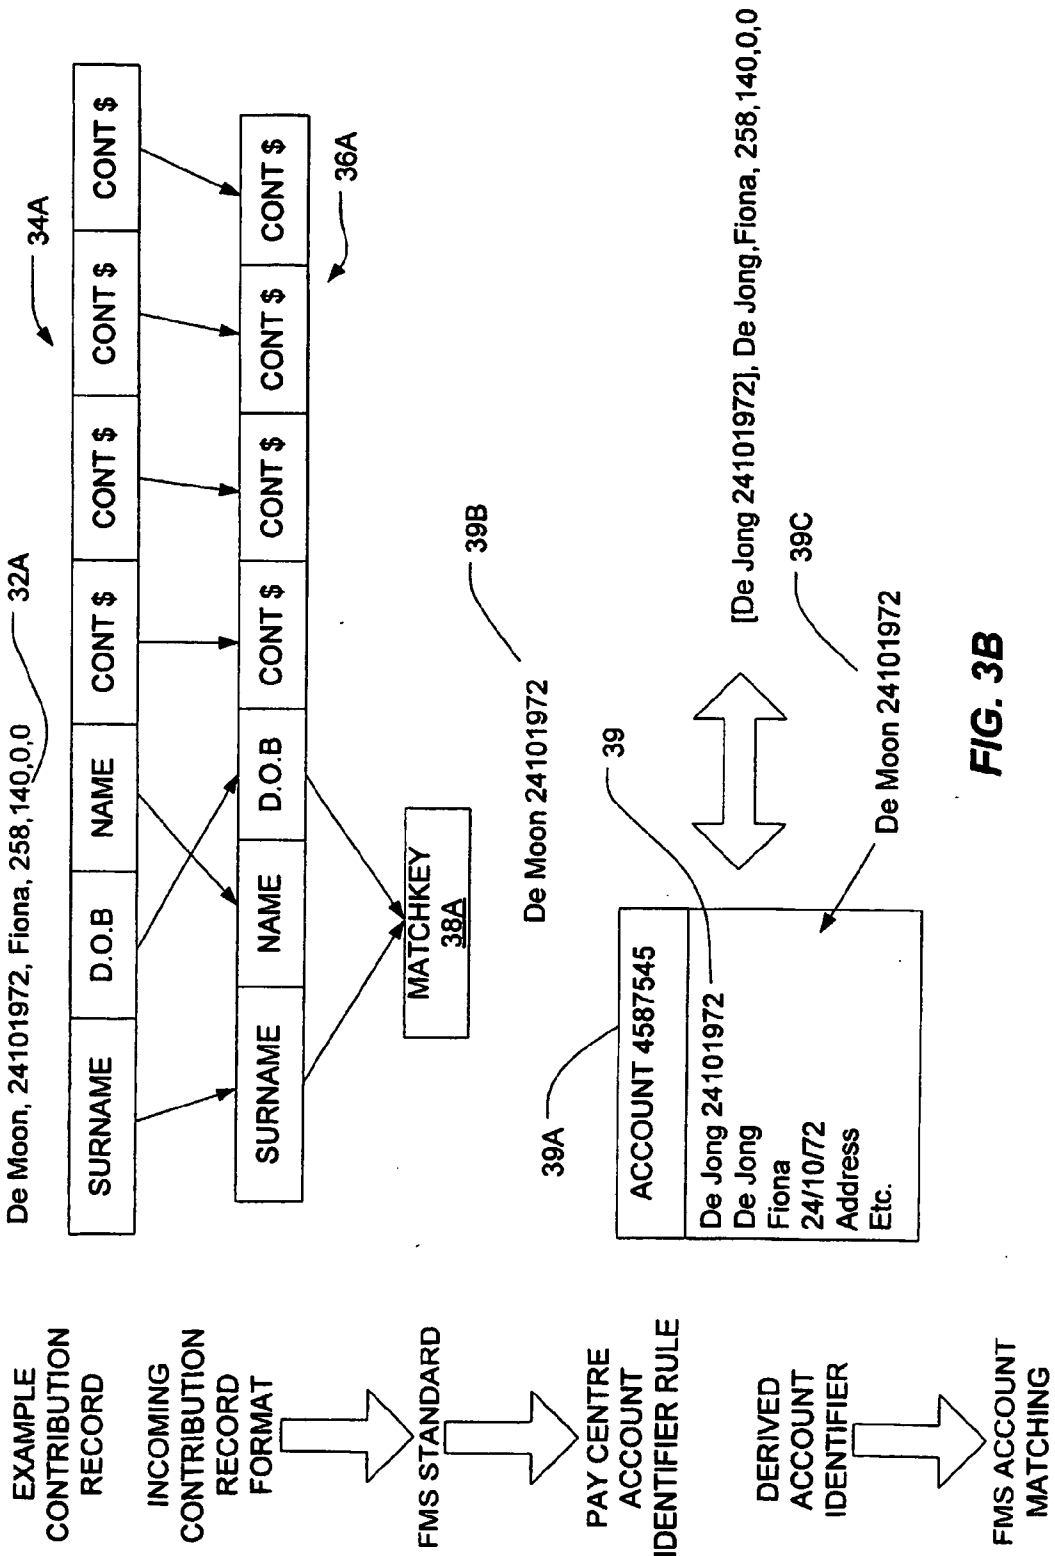 EXAMPLE
CONTRIBUTION
RECORD
De Moon, 24101972, Fiona, 258,140,0,0
32A
34A
INCOMING
CONTRIBUTION
RECORD
FORMAT
SURNAME
D.O.B
NAME
CONT $
CONT $
CONT $
CONT $
FMS STANDARD
SURNAME
NAME
D.O.B
CONT $
CONT $
CONT $
CONT $
36A
PAY CENTRE
ACCOUNT
IDENTIFIER RULE
MATCHKEY
38A
DERIVED
ACCOUNT
IDENTIFIER
De Moon 24101972
39B
FMS ACCOUNT
MATCHING
39A
39
ACCOUNT 4587545
De Jong 24101972
De Jong
Fiona
24/10/72
Address
Etc.
[De Jong 24101972], De Jong,Fiona, 258,140,0,0
39C
De Moon 24101972
FIG. 3B